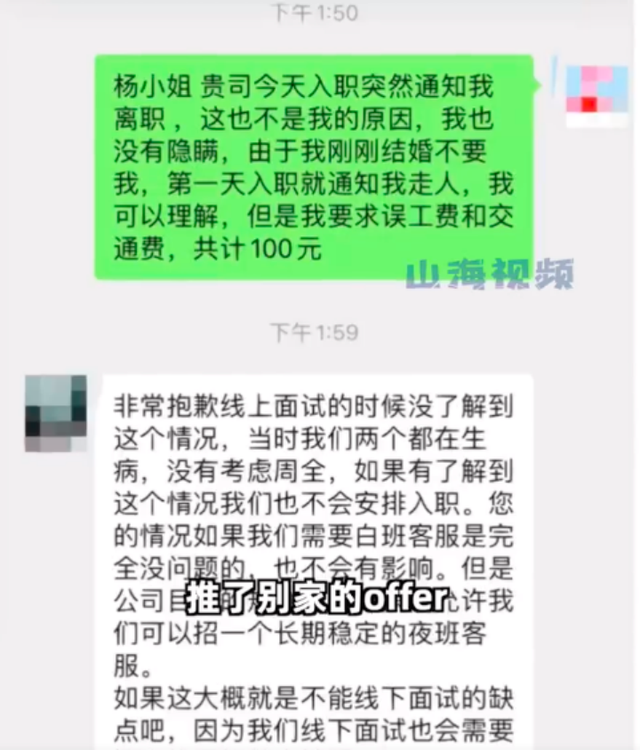 下午 1:50
杨小姐 贵司今天入职突然通知我
离职 ，这也不是我的原因，我也
没有隐瞒，由于我刚刚结婚不要
我，第一天入职就通知我走人，我
可以理解，但是我要求误工费和交
通费，共计100元
山海视频
下午 1:59
非常抱歉线上面试的时候没了解到
这个情况，当时我们两个都在生
病，没有考虑周全，如果有了解到
这个情况我们也不会安排入职。您
的情况如果我们需要白班客服是完
全没问题的，也不会有影响。但是
公司目
推了别家的offer
允许我
们可以招一个长期稳定的夜班客
服。
如果这大概就是不能线下面试的缺
点吧，因为我们线下面试也会需要